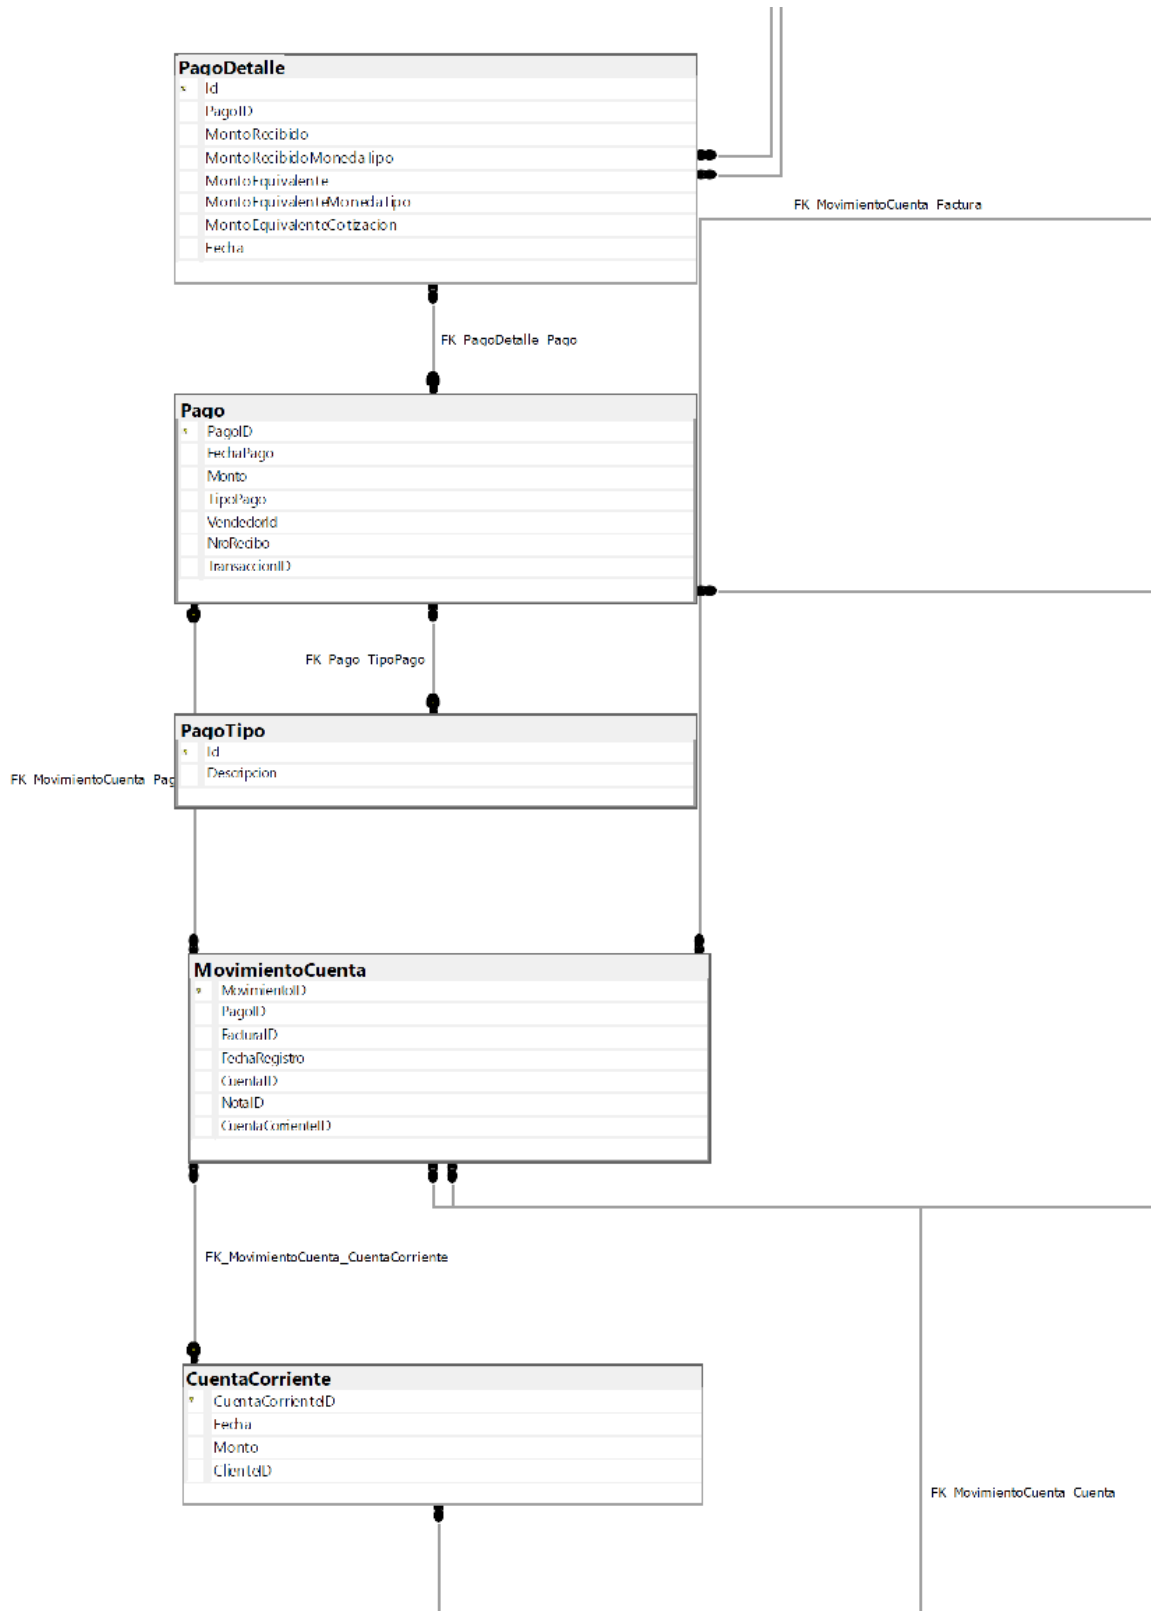 PagoDetalle
Id
PagoID
MontoRecibido
MontoRecibidoMonedaTipo
MontoEquivalente
MontoEquivalenteMonedaTipo
MontoEquivalenteCotizacion
Fecha
FK_MovimientoCuenta_Factura
FK_PagoDetalle_Pago
Pago
PagoID
FechaPago
Monto
TipoPago
VendedorId
NroRecibo
TransaccionID
FK_Pago_TipoPago
PagoTipo
Id
Descripcion
FK_MovimientoCuenta_Pag
MovimientoCuenta
MovimientoID
PagoID
FacturaID
FechaRegistro
CuentaID
NotaID
CuentaCorrienteID
FK_MovimientoCuenta_CuentaCorriente
CuentaCorriente
CuentaCorrienteID
Fecha
Monto
ClienteID
FK_MovimientoCuenta_Cuenta